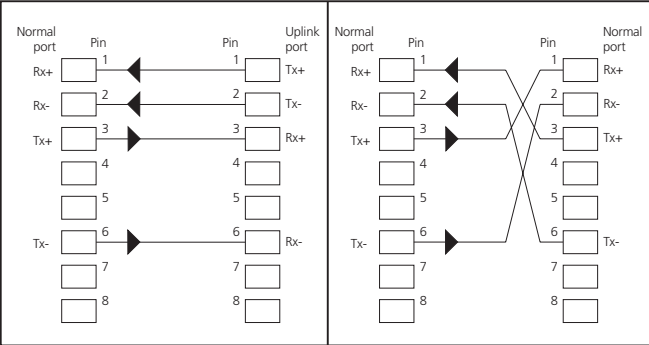 Normal
port
Pin
Pin
Uplink
port
Rx+ 1 1 Tx+
Rx- 2 2 Tx-
Tx+ 3 3 Rx+
4 4
5 5
Tx- 6 6 Rx-
7 7
8 8
Normal
port
Pin
Pin
Normal
port
Rx+ 1 1 Rx+
Rx- 2 2 Rx-
Tx+ 3 3 Tx+
4 4
5 5
Tx- 6 6 Tx-
7 7
8 8